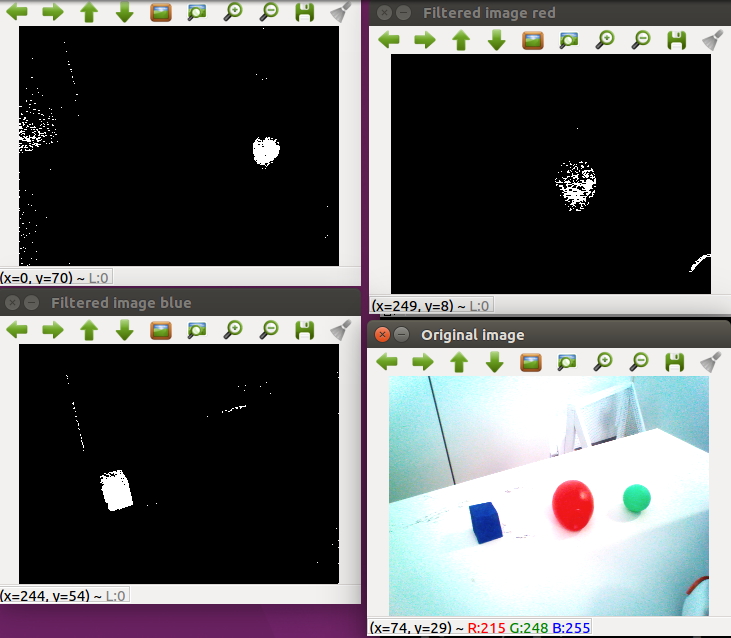 (x=0, y=70) ~ L:0
Filtered image red
(x=249, y=8) ~ L:0
Filtered image blue
(x=244, y=54) ~ L:0
Original image
(x=74, y=29) ~ R:215 G:248 B:255